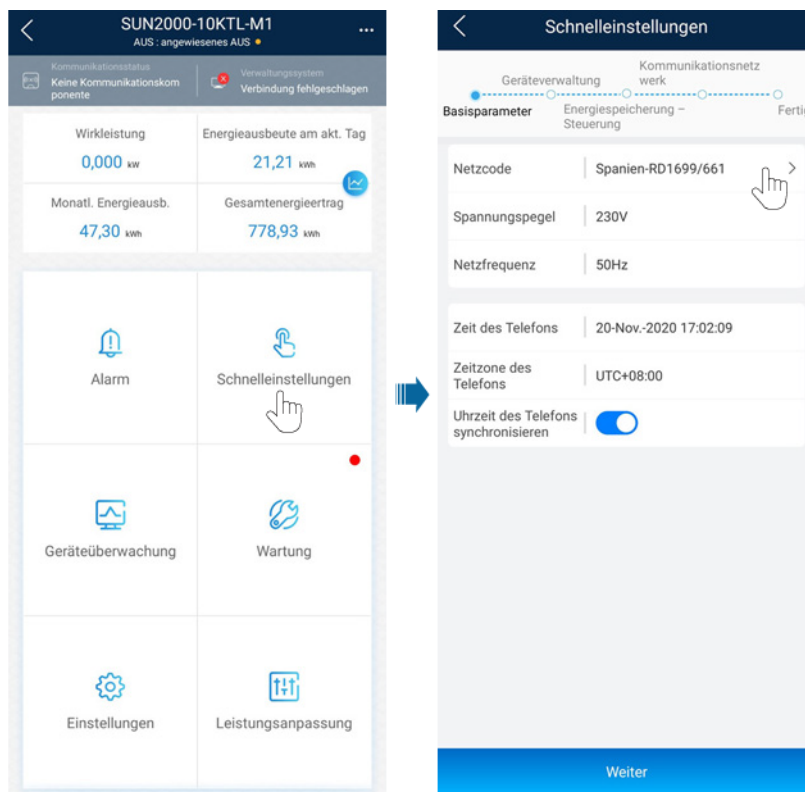 SUN2000-10KTL-M1
AUS : angewiesenes AUS
Kommunikationsstatus
Keine Kommunikationskom
ponente
Verwaltungssystem
Verbindung fehlgeschlagen
Wirkleistung
0,000 kW
Energieausbeute am akt. Tag
21,21 kWh
Monatl. Energieausb.
47,30 kWh
Gesamtenergieertrag
778,93 kWh
Alarm
Schnelleinstellungen
Geräteüberwachung
Wartung
Einstellungen
Leistungsanpassung
Schnelleinstellungen
Basisparameter
Geräteverwaltung
Energiespeicherung –
Steuerung
Kommunikationsnetz
werk
Fertig
Netzcode
Spanien-RD1699/661
Spannungspegel
230V
Netzfrequenz
50Hz
Zeit des Telefons
20-Nov.-2020 17:02:09
Zeitzone des
Telefons
UTC+08:00
Uhrzeit des Telefons
synchronisieren
Weiter